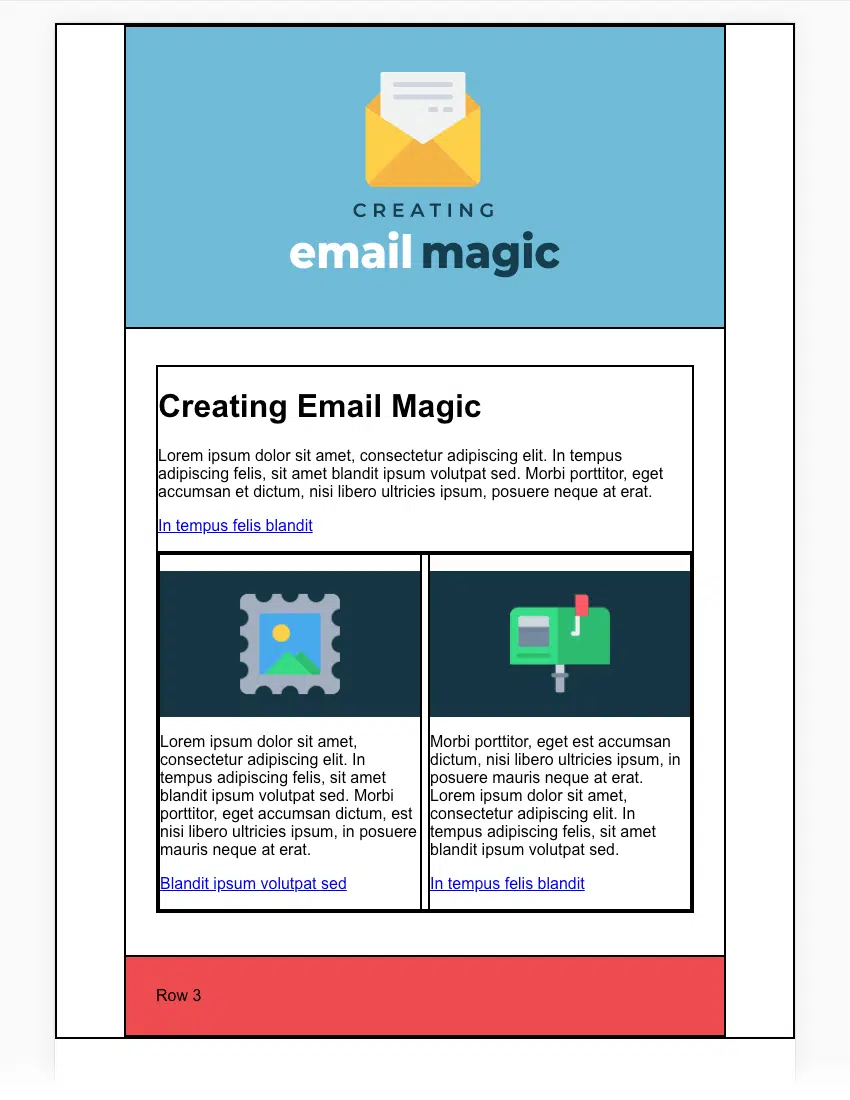 CREATING
email magic
Creating Email Magic
Lorem ipsum dolor sit amet, consectetur adipiscing elit. In tempus
adipiscing felis, sit amet blandit ipsum volutpat sed. Morbi porttitor, eget
accumsan et dictum, nisi libero ultricies ipsum, posuere neque at erat.
In tempus felis blandit
Lorem ipsum dolor sit amet,
consectetur adipiscing elit. In
tempus adipiscing felis, sit amet
blandit ipsum volutpat sed. Morbi
porttitor, eget accumsan dictum, est
nisi libero ultricies ipsum, in posuere
mauris neque at erat.
Blandit ipsum volutpat sed
Morbi porttitor, eget est accumsan
dictum, nisi libero ultricies ipsum, in
posuere mauris neque at erat.
Lorem ipsum dolor sit amet,
consectetur adipiscing elit. In
tempus adipiscing felis, sit amet
blandit ipsum volutpat sed.
In tempus felis blandit
Row 3